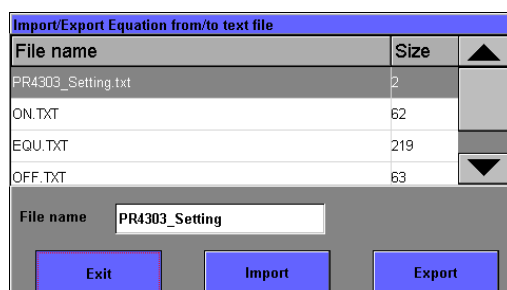 Import/Export Equation from/to text file
File name Size
PR4303_Setting.txt 2
ON.TXT 62
EQU.TXT 219
OFF.TXT 63
File name PR4303_Setting
Exit Import Export